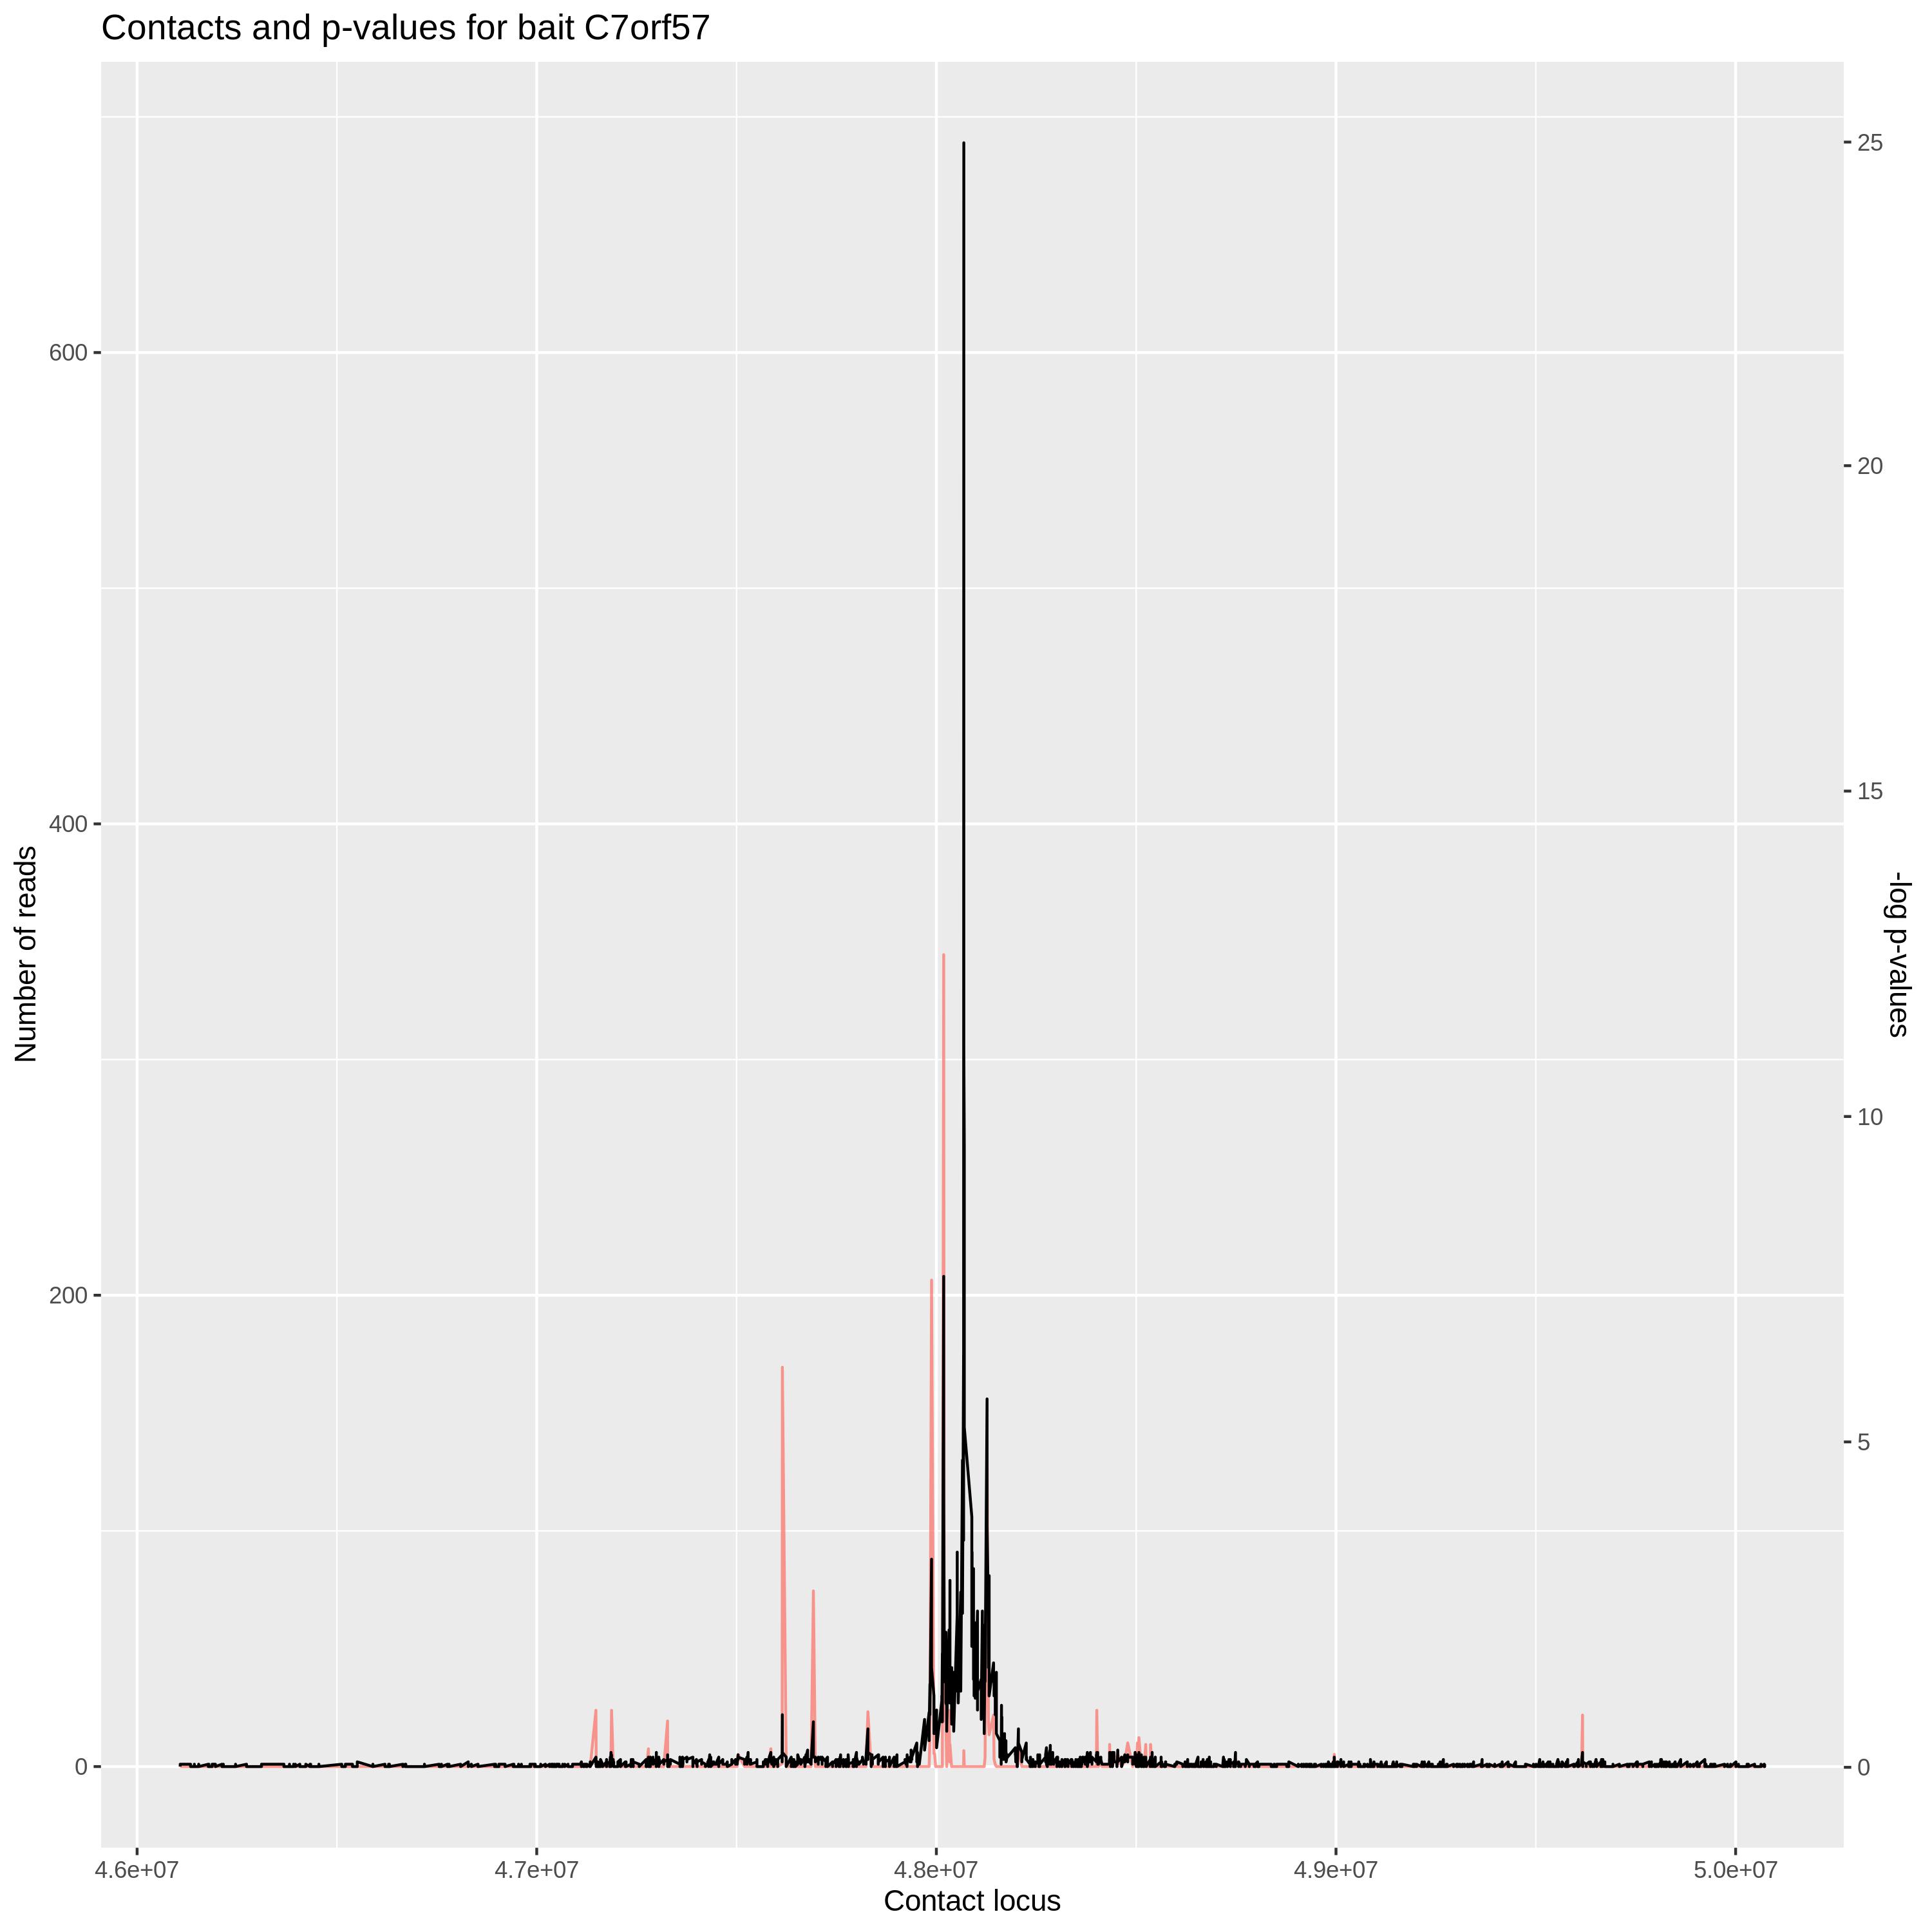 Contacts and p-values for bait C7orf57
Number of reads
600
400
200
0
25
20
15
10
5
0
-log p-values
4.6e+07 4.7e+07 4.8e+07 4.9e+07 5.0e+07
Contact locus